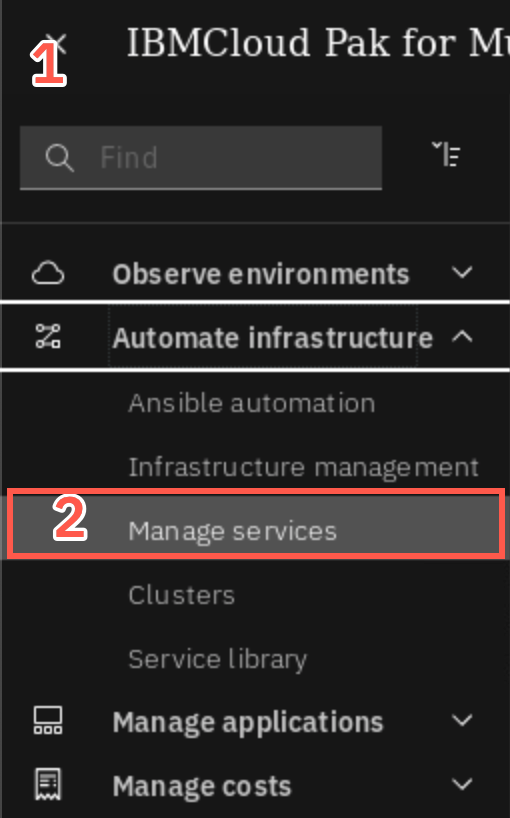 1
IBMCloud Pak for Mu
Find
Observe environments
Automate infrastructure
Ansible automation
Infrastructure management
2
Manage services
Clusters
Service library
Manage applications
Manage costs